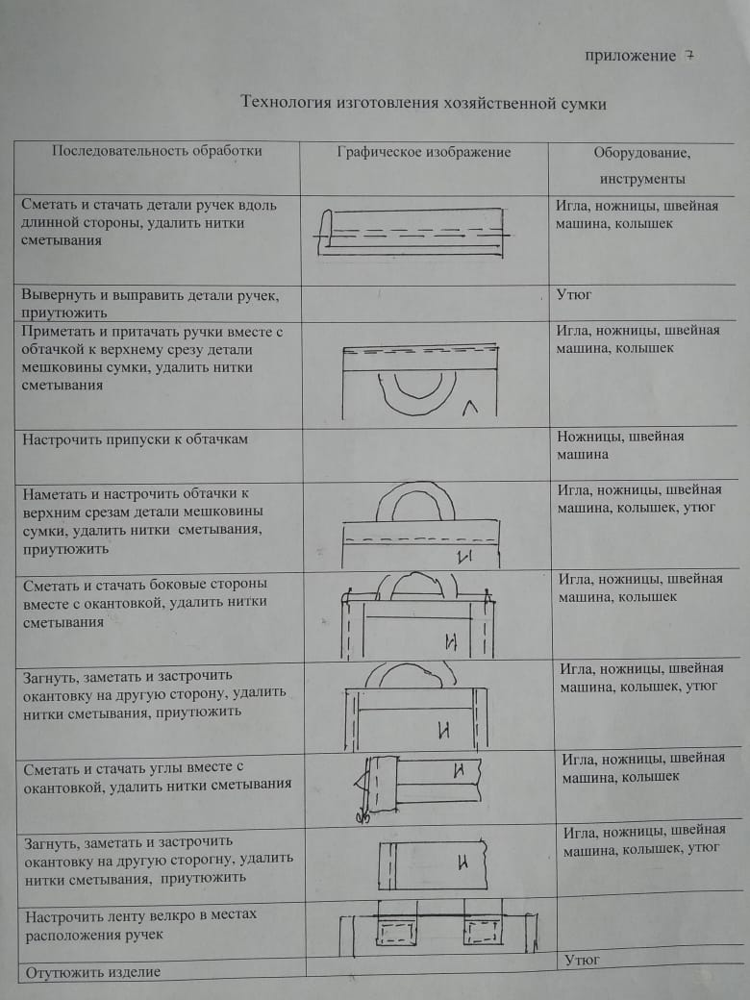 приложение 7
Технология изготовления хозяйственной сумки
Последовательность обработки
Графическое изображение
Оборудование,
инструменты
Сметать и стачать детали ручек вдоль
длинной стороны, удалить нитки
сметывания
Игла, ножницы, швейная
машина, колышек
Вывернуть и выправить детали ручек,
приутюжить
Утюг
Приметать и притачать ручки вместе с
обтачкой к верхнему срезу детали
мешковины сумки, удалить нитки
сметывания
Л
Игла, ножницы, швейная
машина, колышек
Настрочить припуски к обтачкам
Ножницы, швейная
машина
Наметать и настрочить обтачки к
верхним срезам детали мешковины
сумки, удалить нитки сметывания,
приутюжить
И
Игла, ножницы, швейная
машина, колышек, утюг
Сметать и стачать боковые стороны
вместе с окантовкой, удалить нитки
сметывания
И
Игла, ножницы, швейная
машина, колышек
Загнуть, заметать и застрочить
окантовку на другую сторону, удалить
нитки сметывания, приутюжить
И
Игла, ножницы, швейная
машина, колышек, утюг
Сметать и стачать углы вместе с
окантовкой, удалить нитки сметывания
И
Игла, ножницы, швейная
машина, колышек
Загнуть, заметать и застрочить
окантовку на другую сторогну, удалить
нитки сметывания, приутюжить
И
Игла, ножницы, швейная
машина, колышек, утюг
Настрочить ленту велкро в местах
расположения ручек
Отутюжить изделие
Утюг